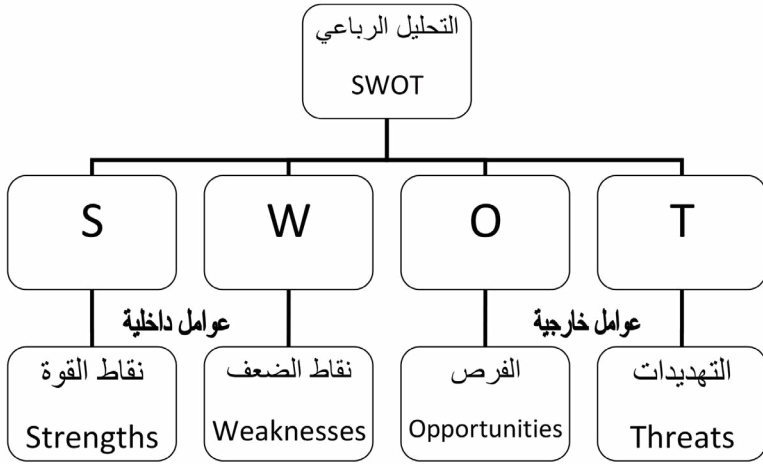 التحليل الرباعي
SWOT
S
W
O
T
عوامل داخلية
عوامل خارجية
نقاط القوة
Strengths
نقاط الضعف
Weaknesses
الفرص
Opportunities
التهديدات
Threats